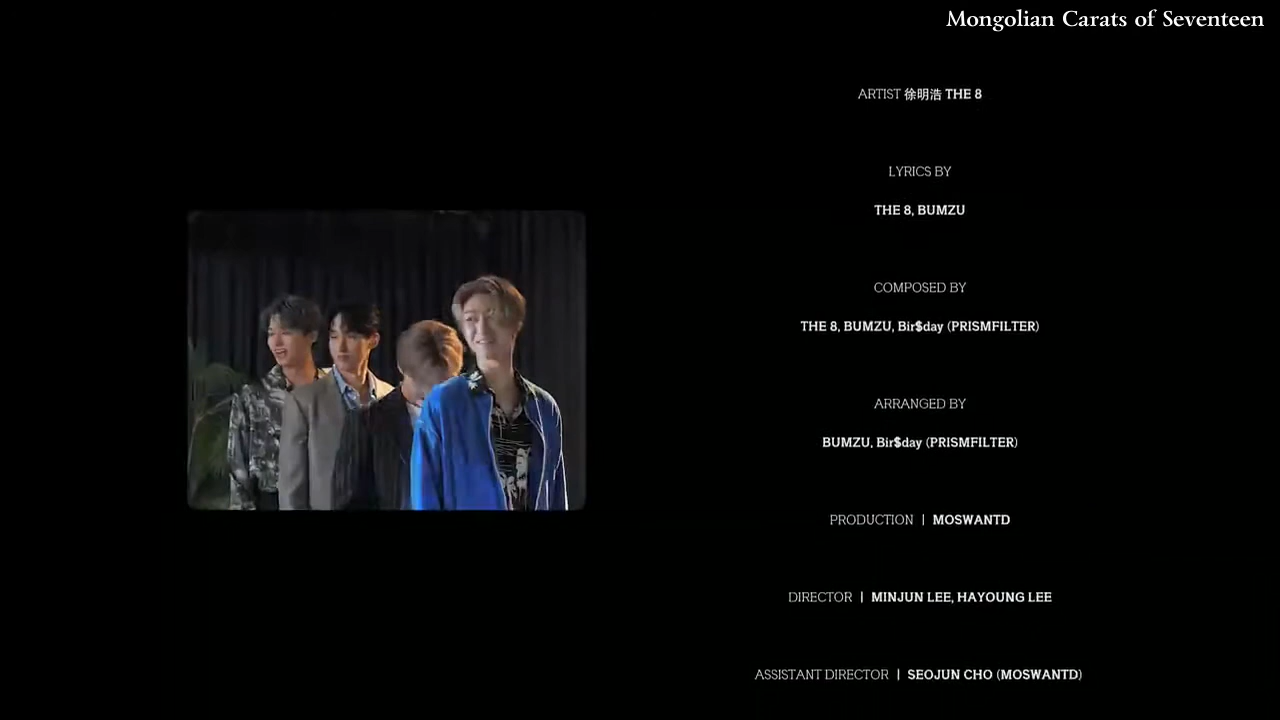 Mongolian Carats of Seventeen
ARTIST 徐明浩 THE 8
LYRICS BY
THE 8, BUMZU
COMPOSED BY
THE 8, BUMZU, Bir$day (PRISMFILTER)
ARRANGED BY
BUMZU, Bir$day (PRISMFILTER)
PRODUCTION | MOSWANTD
DIRECTOR | MINJUN LEE, HAYOUNG LEE
ASSISTANT DIRECTOR | SEOJUN CHO (MOSWANTD)